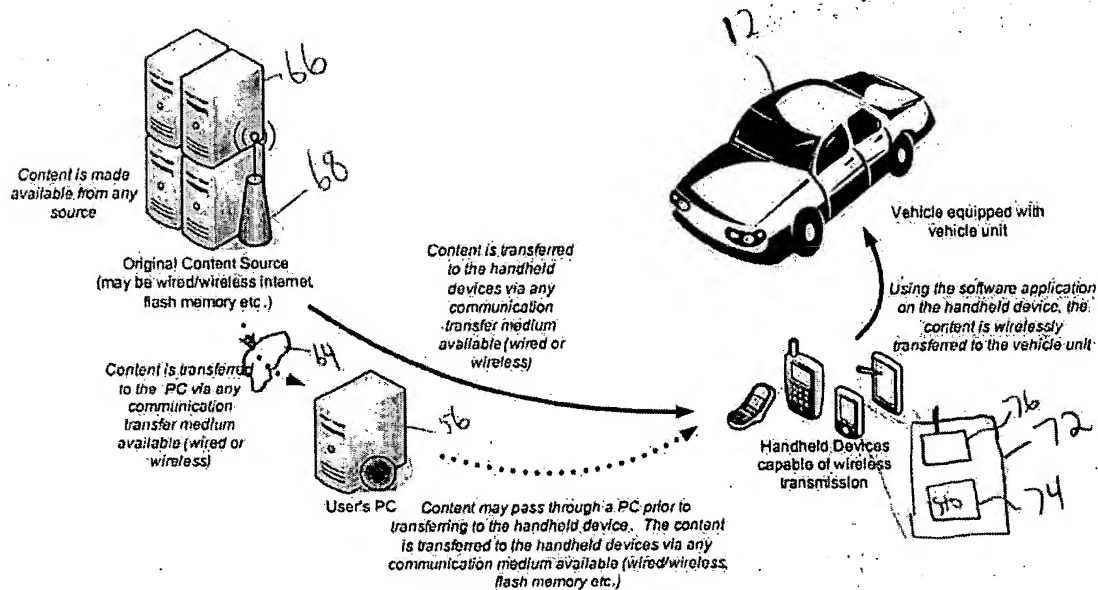 12
66
68
Content is made
available from any
source
Vehicle equipped with
vehicle unit
Original Content Source
(may be wired/wireless Internet,
flash memory etc.)
Content is transferred
to the handheld
devices via any
communication
transfer medium
available (wired or
wireless)
Using the software application
on the handheld device, the
content is wirelessly
transferred to the vehicle unit
64
Content is transferred
to the PC via any
communication
transfer medium
available (wired or
wireless)
56
76
72
74
Handheld Devices
capable of wireless
transmission
User's PC
Content may pass through a PC prior to
transferring to the handheld device. The content
is transferred to the handheld devices via any
communication medium available (wired/wireless,
flash memory etc.)